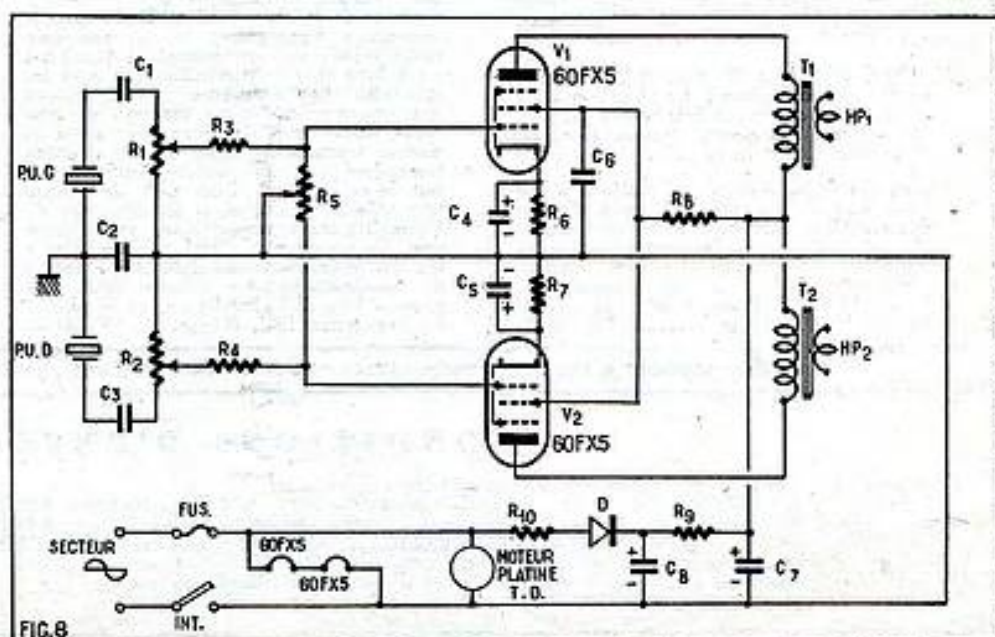 C1
V1
60FX5
T1
R3
R1
HP1
P.U.G
C6
R5
C4
+
-
R6
R8
C2
C5
-
+
R7
T2
P.U.D
R2
R4
HP2
C3
V2
60FX5
SECTEUR
FUS.
60FX5
60FX5
INT.
MOTEUR
PLATINE
T.D.
R10
D
R9
+
C8
-
+
C7
-
FIG.8